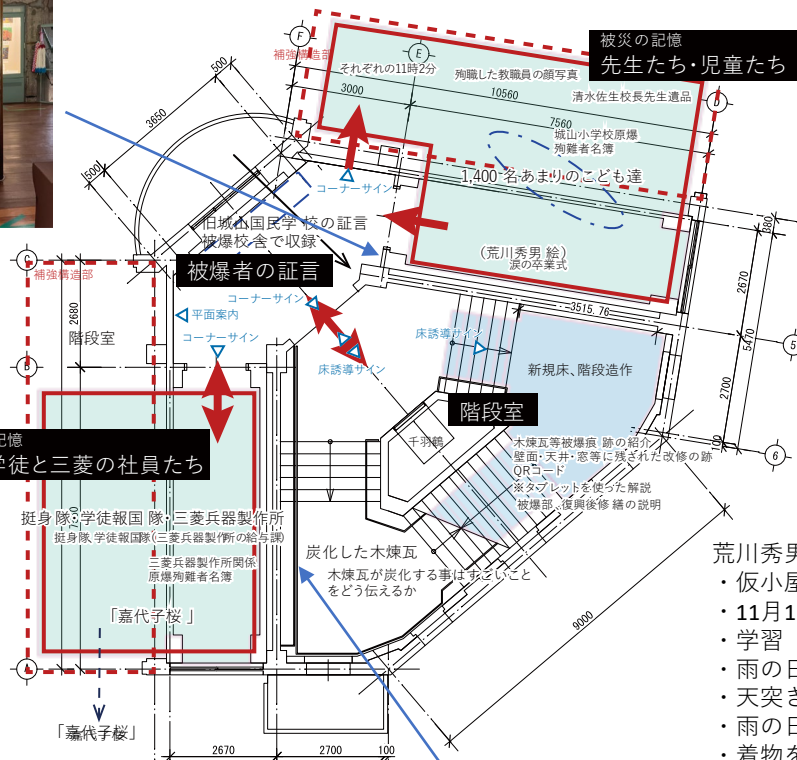 被災の記憶
先生たち・児童たち
F
E
D
補強構造部
それぞれの11時2分
殉職した教職員の顔写真
清水佐生校長先生遺品
3000
10560
7560
城山小学校原爆
殉難者名簿
1,400 名あまりのこども達
500
3650
500
コーナーサイン
旧城山国民学 校の証言
被爆校舎で収録
被爆者の証言
(荒川秀男 絵)
涙の卒業式
380
2670
5470
2700
100
5
6
C
補強構造部
2680
階段室
平面案内
コーナーサイン
コーナーサイン
床誘導サイン
床誘導サイン
3515.76
新規床、階段造作
B
階段室
千羽鶴
木煉瓦等被爆痕 跡の紹介
壁面・天井・窓等に残された改修の跡
QRコード
※タブレットを使った解説
被爆部、復興後修 繕の説明
記憶
学徒と三菱の社員たち
挺身 隊・学徒報国 隊・三菱兵器製作所
挺身隊、学徒報国隊(三菱兵器製作所の給与課)
三菱兵器製作所関係
原爆殉難者名簿
「嘉代子桜 」
炭化した木煉瓦
木煉瓦が炭化する事はすごいこと
をどう伝えるか
9000
A
「嘉代子桜」
2670
2700
100
荒川秀男
・仮小屋
・11月1
・学習
・雨の日
・天突き
・雨の日
・着物を